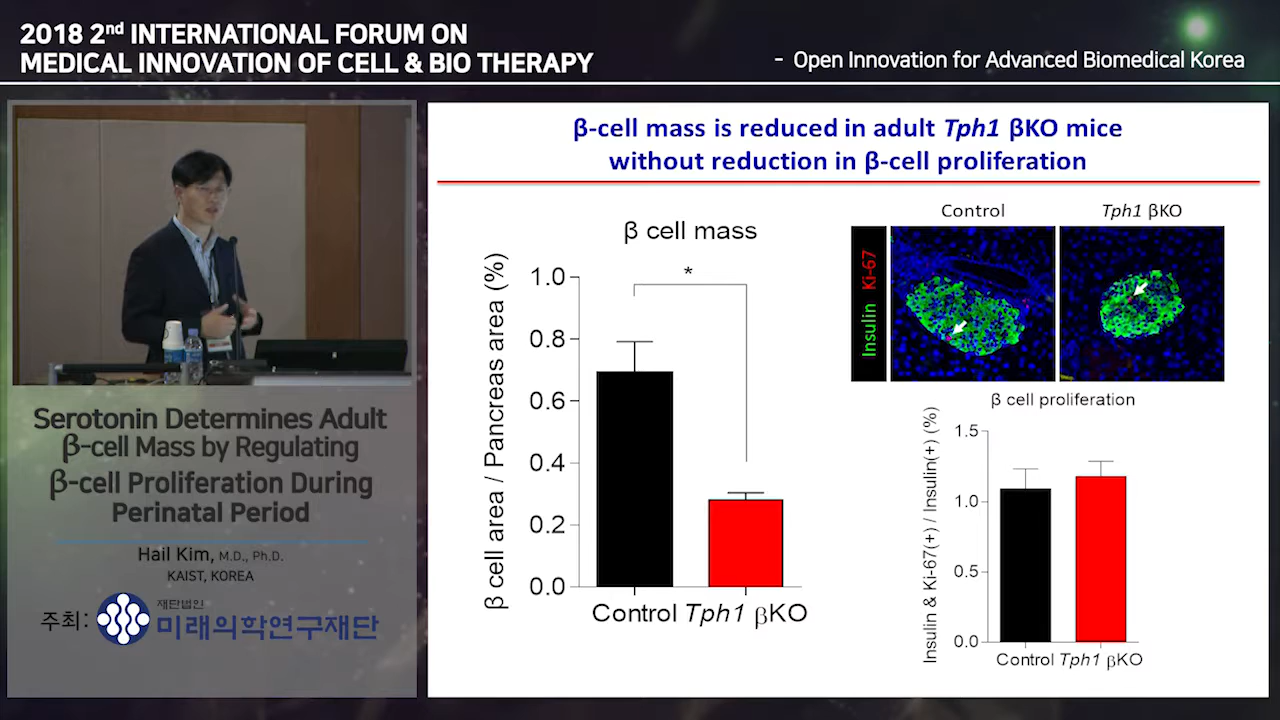 2018 2nd INTERNATIONAL FORUM ON
MEDICAL INNOVATION OF CELL & BIO THERAPY
- Open Innovation for Advanced Biomedical Korea
Serotonin Determines Adult
β-cell Mass by Regulating
β-cell Proliferation During
Perinatal Period
Hail Kim, M.D., Ph.D.
KAIST, KOREA
주최:
재단법인
미래의학연구재단
β-cell mass is reduced in adult Tph1 βKO mice
without reduction in β-cell proliferation
β cell mass
β cell area / Pancreas area (%)
1.0
0.8
0.6
0.4
0.2
0.0
*
Control Tph1 βKO
Control
Tph1 βKO
Insulin Ki-67
β cell proliferation
Insulin & Ki-67(+) / Insulin(+) (%)
1.5
1.0
0.5
0.0
Control Tph1 βKO